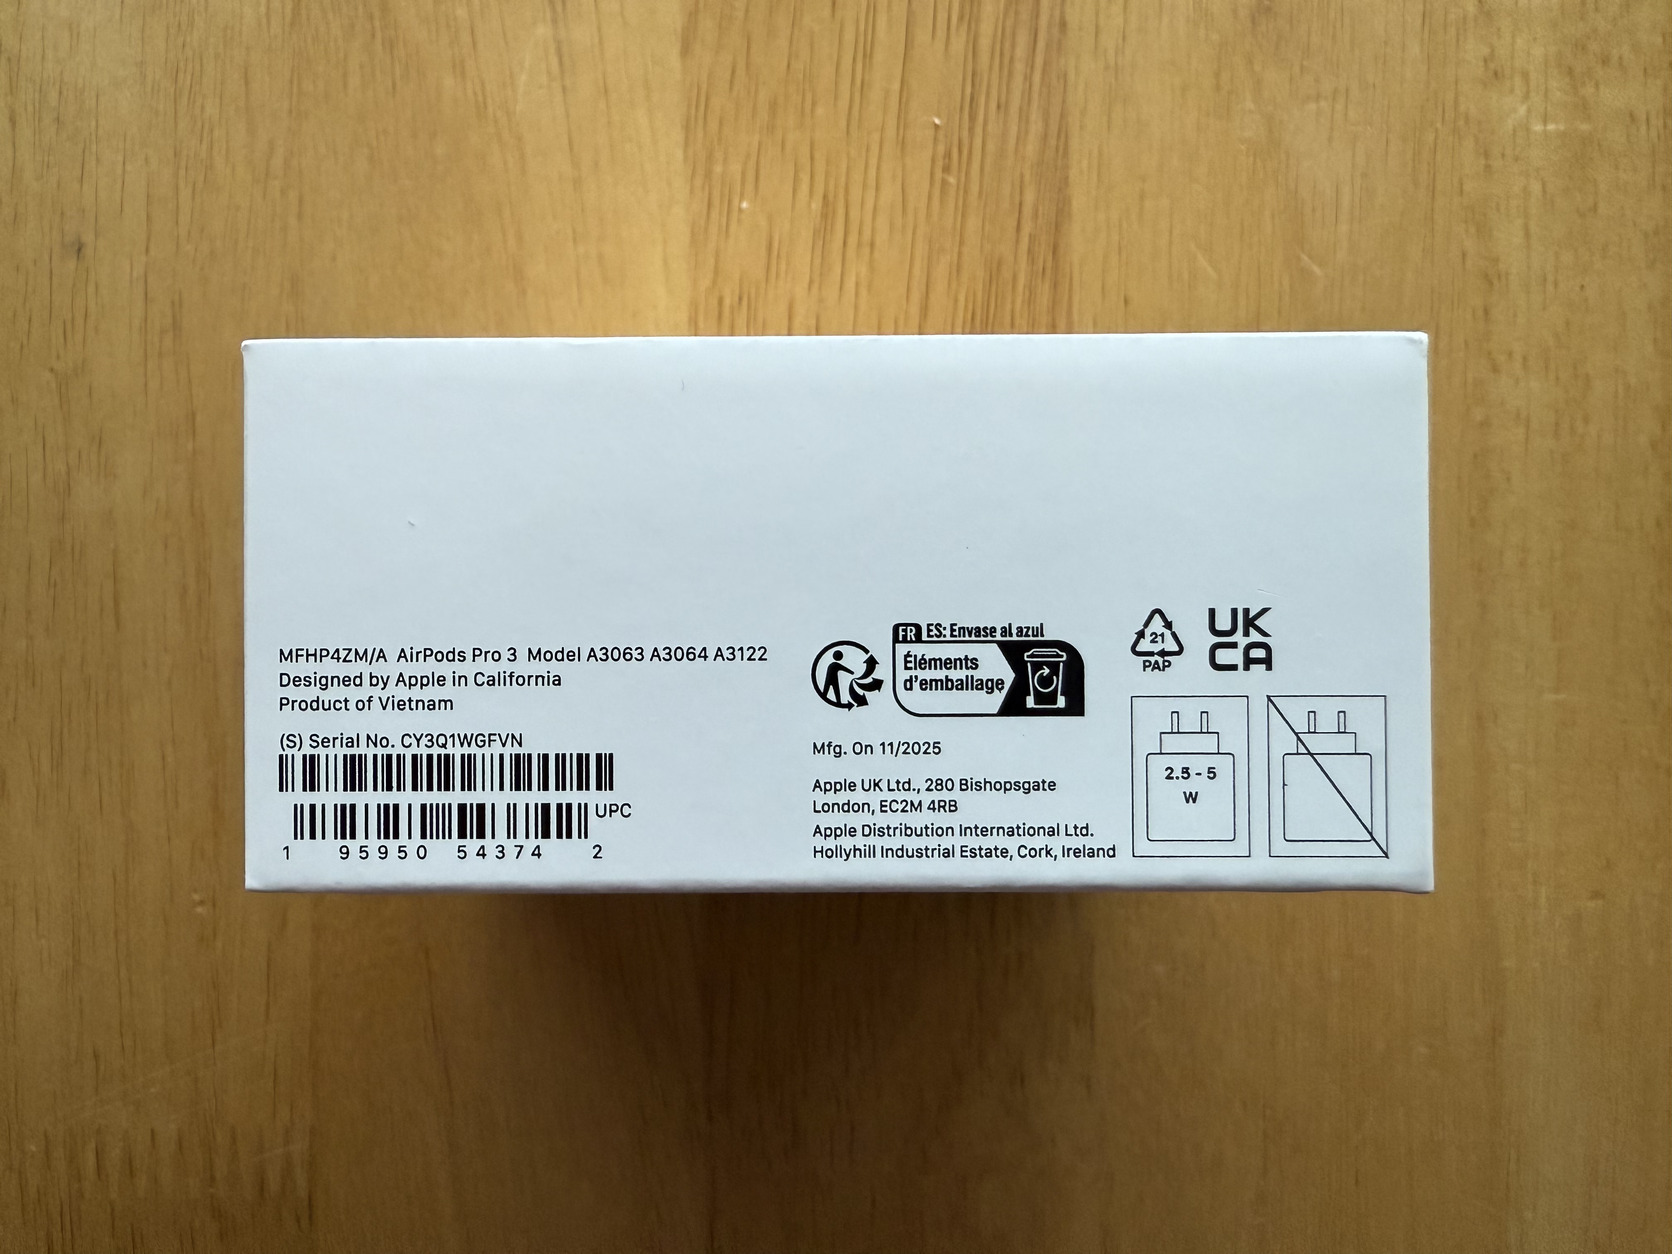 MFHP4ZM/A AirPods Pro 3 Model A3063 A3064 A3122
Designed by Apple in California
Product of Vietnam
(S) Serial No. CY3Q1WGFVN
UPC
1 95950 54374 2
FR ES: Envase al azul
Éléments
d’emballage
Mfg. On 11/2025
Apple UK Ltd., 280 Bishopsgate
London, EC2M 4RB
Apple Distribution International Ltd.
Hollyhill Industrial Estate, Cork, Ireland
21
PAP
UK
CA
2.5 - 5
W